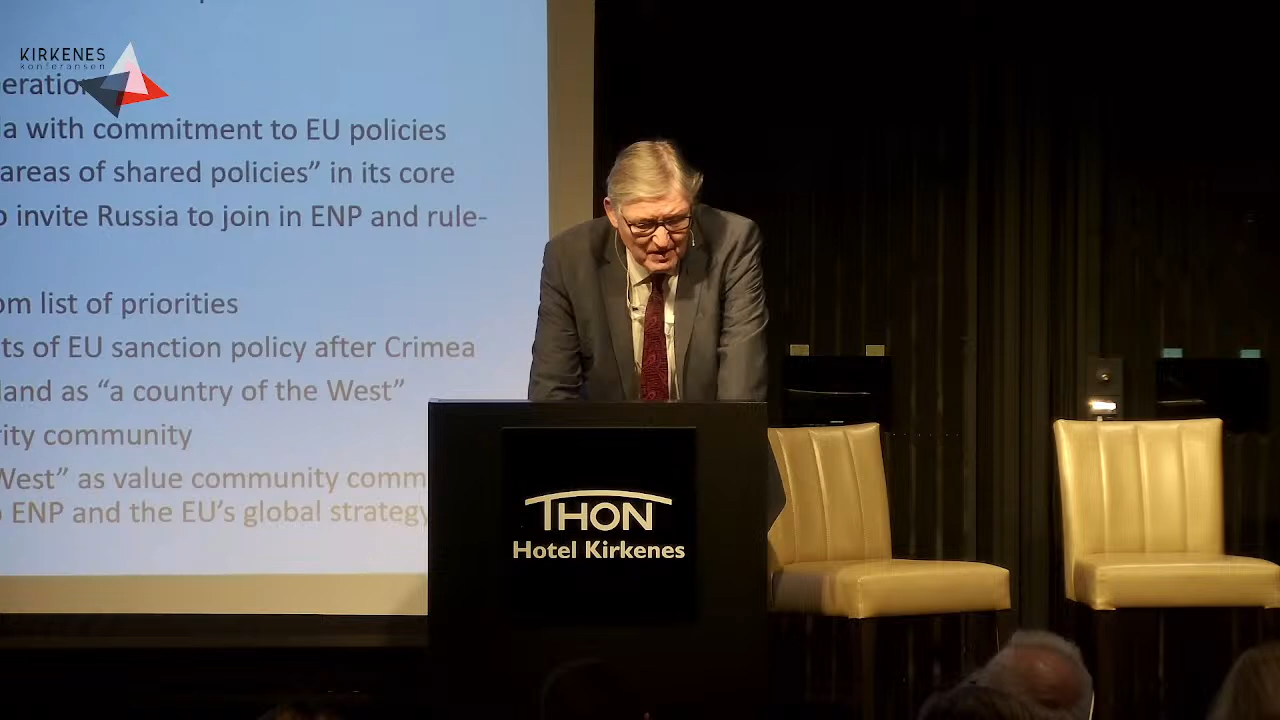 KIRKENES
konferansen
eration
a with commitment to EU policies
areas of shared policies” in its core
o invite Russia to join in ENP and rule-
om list of priorities
ts of EU sanction policy after Crimea
land as “a country of the West”
rity community
West” as value community comm
o ENP and the EU’s global strategy
THON
Hotel Kirkenes